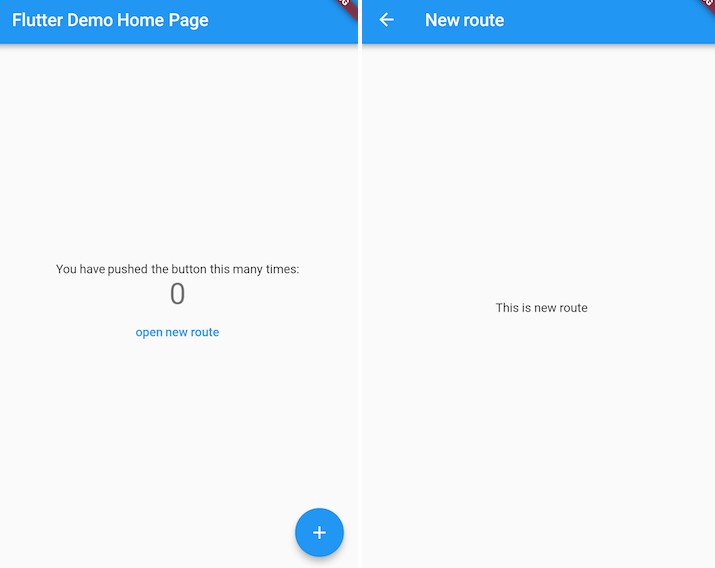 Flutter Demo Home Page
You have pushed the button this many times:
0
open new route
+
New route
This is new route